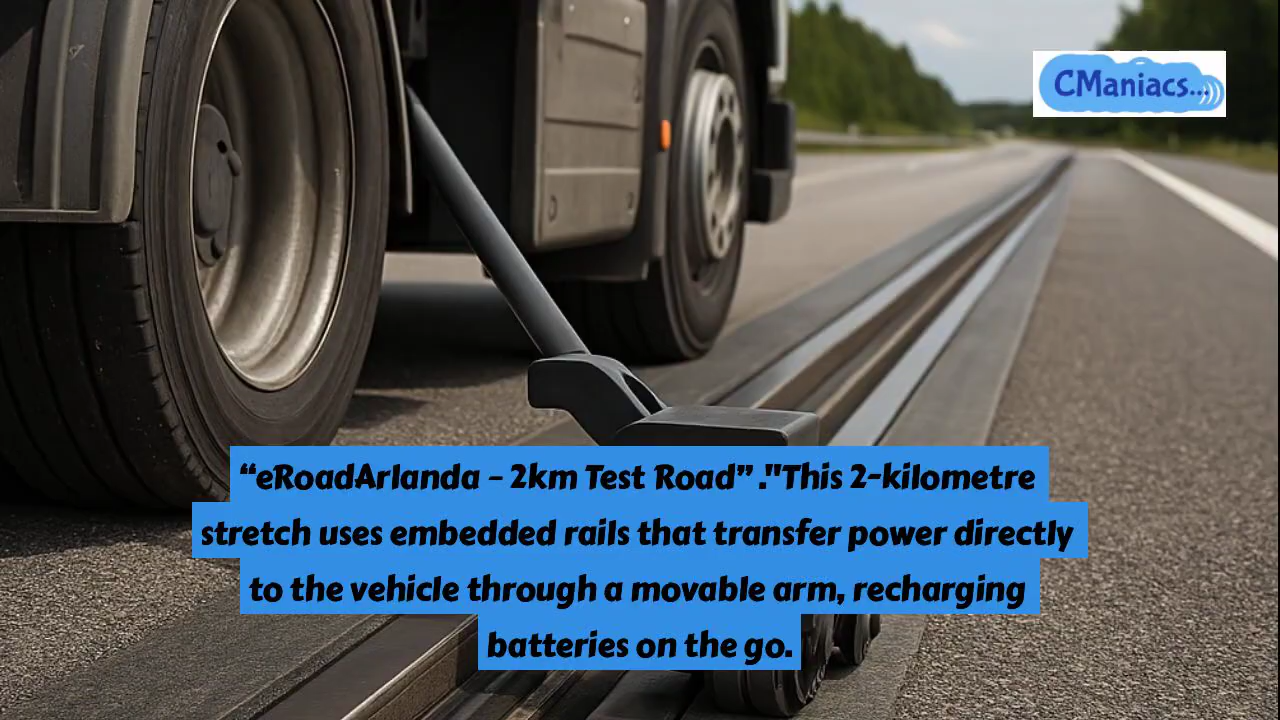 CManiacs...
“eRoadArlanda – 2km Test Road” ."This 2-kilometre
stretch uses embedded rails that transfer power directly
to the vehicle through a movable arm, recharging
batteries on the go.